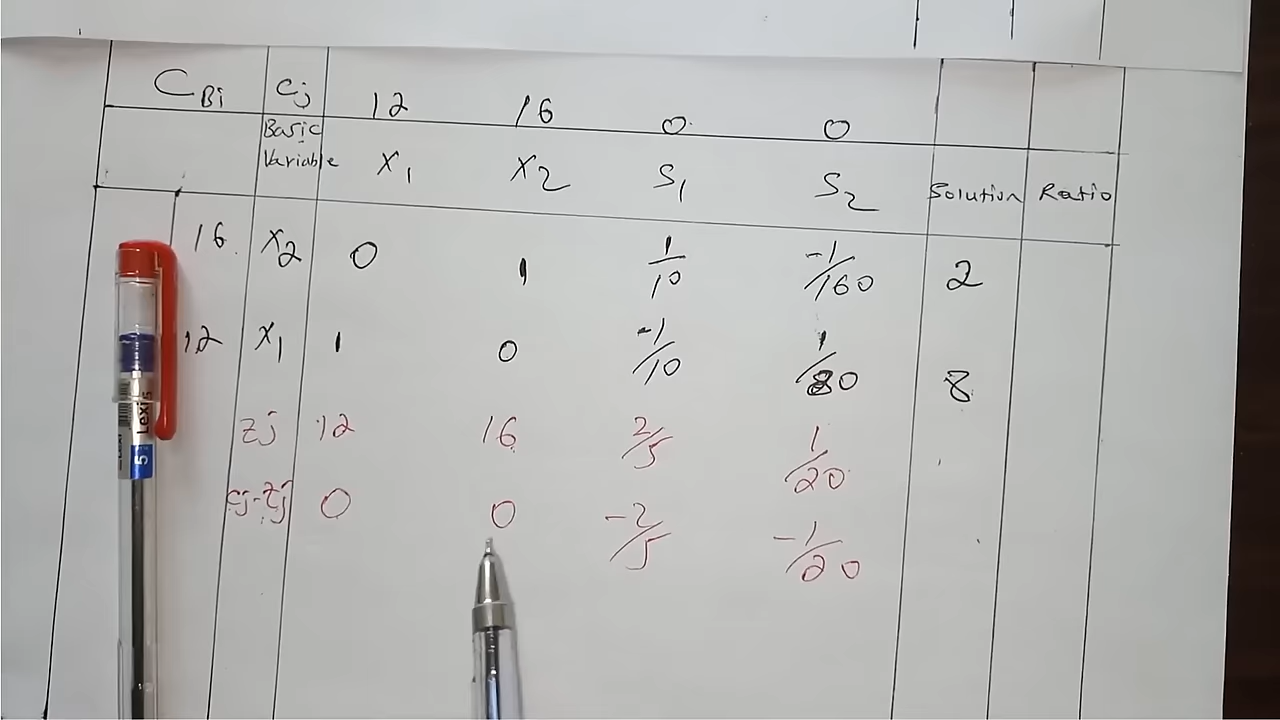 CBi Cj 12 16 0 0
Basic Variable X1 X2 S1 S2 Solution Ratio
16 X2 0 1 1/10 -1/160 2
12 X1 1 0 -1/10 1/80 8
Zj 12 16 2/5 1/20
Cj-Zj 0 0 -2/5 -1/20
Lexi 5